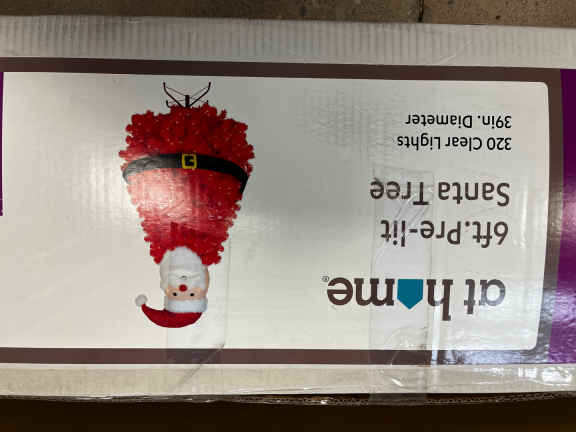 at home®
6ft.Pre-lit
Santa Tree
320 Clear Lights
39in. Diameter